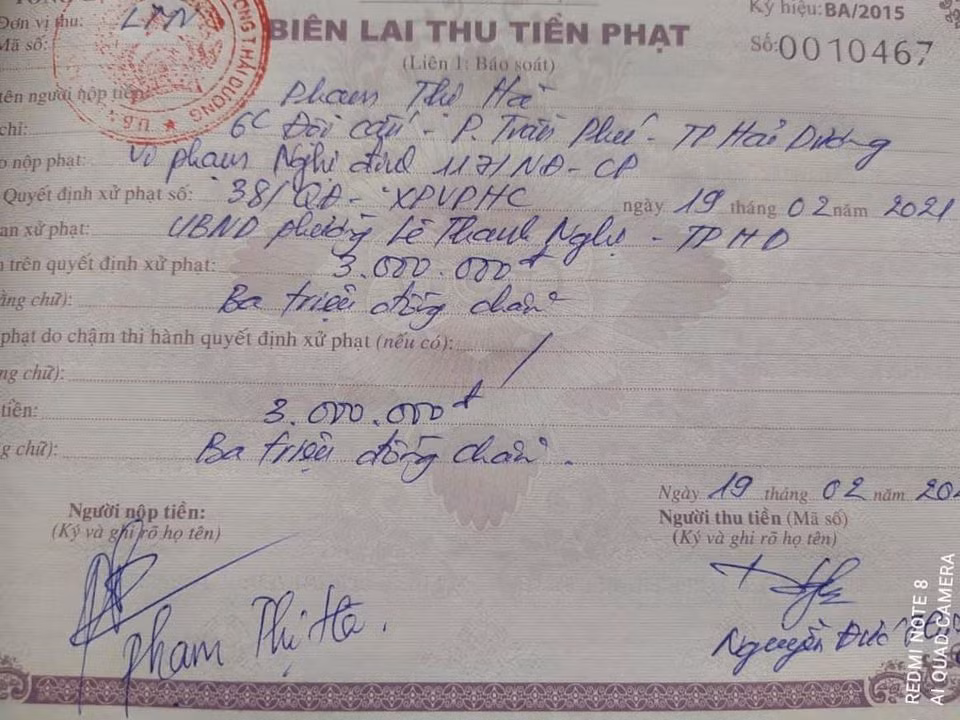 Đơn vị thu: LTN
Ký hiệu: BA/2015
Mã số:
BIÊN LAI THU TIỀN PHẠT
Số: 0010467
(Liên 1: Báo soát)
tên người nộp tiền: Phạm Thị Hà
chỉ: 6C Đội cấn - P. Trần Phú - TP Hải Dương
o nộp phạt: Vi phạm Nghị định 117/NĐ-CP
Quyết định xử phạt số: 38/QĐ-XPVPHC ngày 19 tháng 02 năm 2021
an xử phạt: UBND phường Lê Thanh Nghị - TPHD
n trên quyết định xử phạt: 3.000.000đ
ằng chữ): Ba triệu đồng chẵn
phạt do chậm thi hành quyết định xử phạt (nếu có): /
ng chữ):
tiền: 3.000.000đ
g chữ): Ba triệu đồng chẵn.
Ngày 19 tháng 02 năm 202
Người nộp tiền:
Người thu tiền (Mã số)
(Ký và ghi rõ họ tên)
(Ký và ghi rõ họ tên)
Phạm Thị Hà.
Nguyễn Đức
REDMI NOTE 8
AI QUAD CAMERA